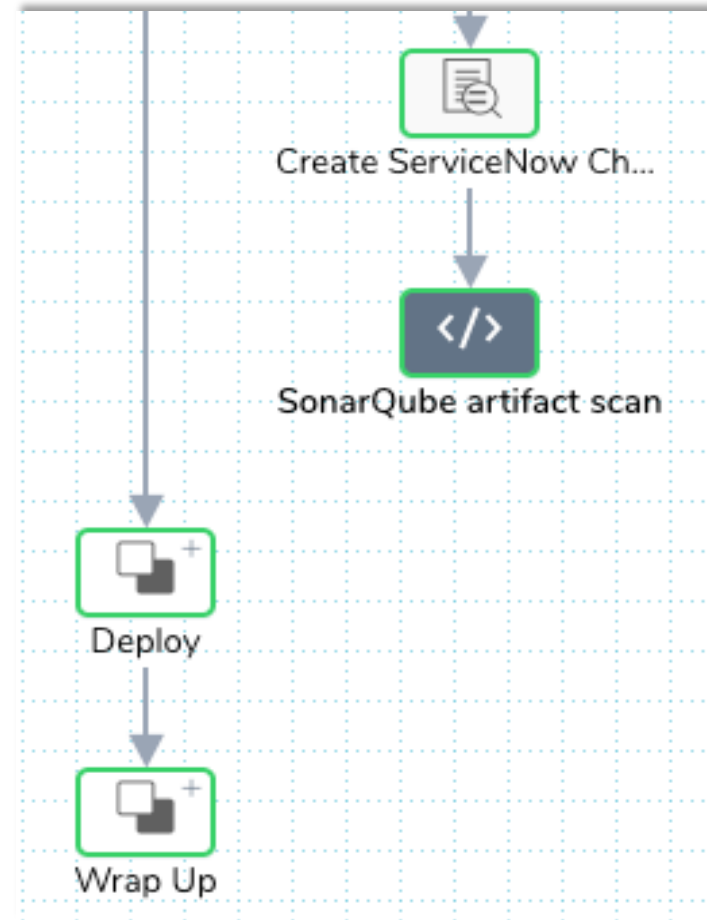 Create ServiceNow Ch...
SonarQube artifact scan
Deploy
Wrap Up